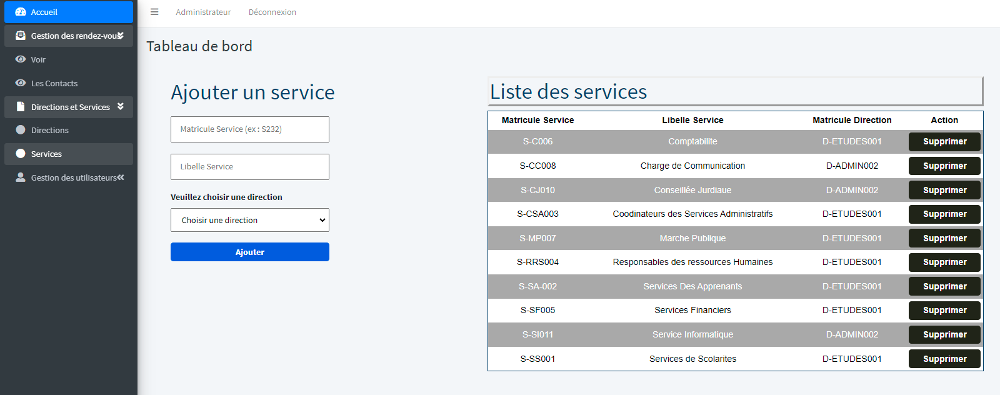 Accueil
Gestion des rendez-vous
Voir
Les Contacts
Directions et Services
Directions
Services
Gestion des utilisateurs
Administrateur Déconnexion
Tableau de bord
Ajouter un service
Matricule Service (ex : S232)
Libelle Service
Veuillez choisir une direction
Choisir une direction
Ajouter
Liste des services
Matricule Service Libelle Service Matricule Direction Action
S-C006 Comptabilite D-ETUDES001 Supprimer
S-CC008 Charge de Communication D-ADMIN002 Supprimer
S-CJ010 Conseillée Jurdiaue D-ADMIN002 Supprimer
S-CSA003 Coodinateurs des Services Administratifs D-ETUDES001 Supprimer
S-MP007 Marche Publique D-ETUDES001 Supprimer
S-RRS004 Responsables des ressources Humaines D-ETUDES001 Supprimer
S-SA-002 Services Des Apprenants D-ETUDES001 Supprimer
S-SF005 Services Financiers D-ETUDES001 Supprimer
S-SI011 Service Informatique D-ADMIN002 Supprimer
S-SS001 Services de Scolarites D-ETUDES001 Supprimer